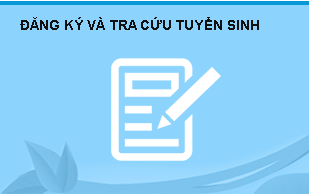 ĐĂNG KÝ VÀ TRA CỨU TUYỂN SINH